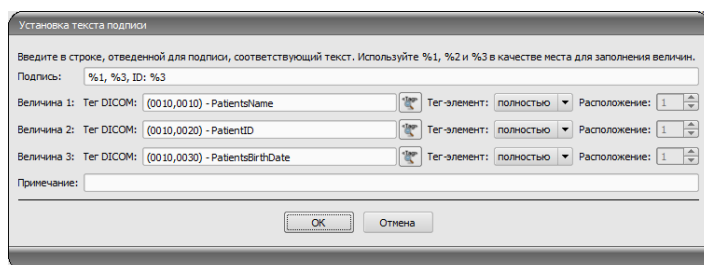 Установка текста подписи
Введите в строке, отведенной для подписи, соответствующий текст. Используйте %1, %2 и %3 в качестве места для заполнения величин.
Подпись: %1, %3, ID: %3
Величина 1: Тег DICOM: (0010,0010) - PatientsName Тег-элемент: полностью Расположение: 1
Величина 2: Тег DICOM: (0010,0020) - PatientID Тег-элемент: полностью Расположение: 1
Величина 3: Тег DICOM: (0010,0030) - PatientsBirthDate Тег-элемент: полностью Расположение: 1
Примечание:
OK Отмена